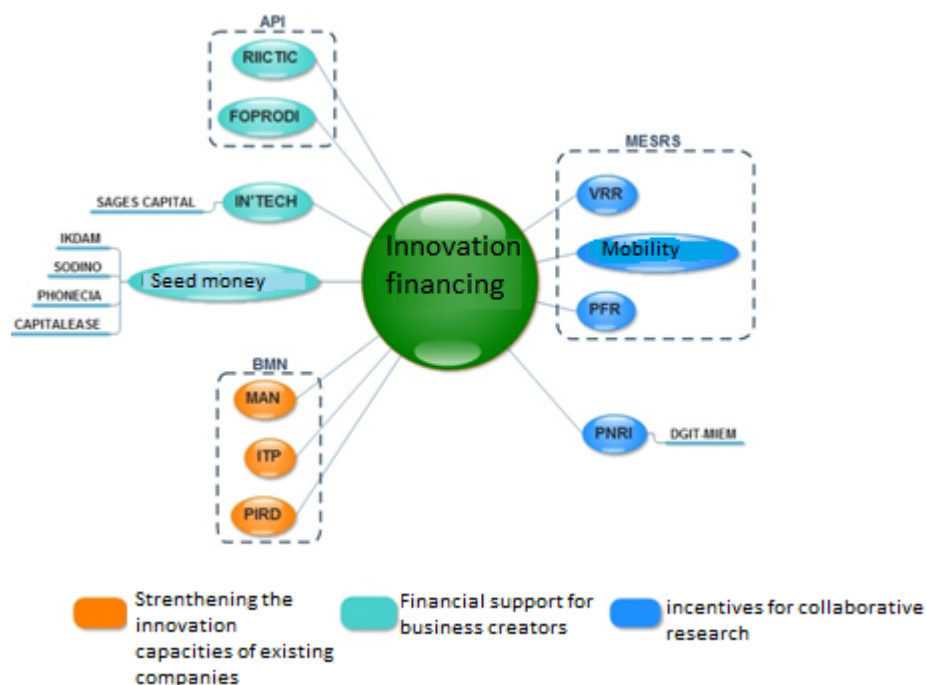 API
RIICTIC
FOPRODI
MESRS
VRR
SAGES CAPITAL
IN'TECH
IKDAM
Innovation
financing
Mobility
SODINO
Seed money
PHONECIA
PFR
CAPITALEASE
BMN
MAN
PNRI
DGIT-MIEM
ITP
PIRD
Strenthening the
innovation
capacities of existing
companies
Financial support for
business creators
incentives for collaborative
research